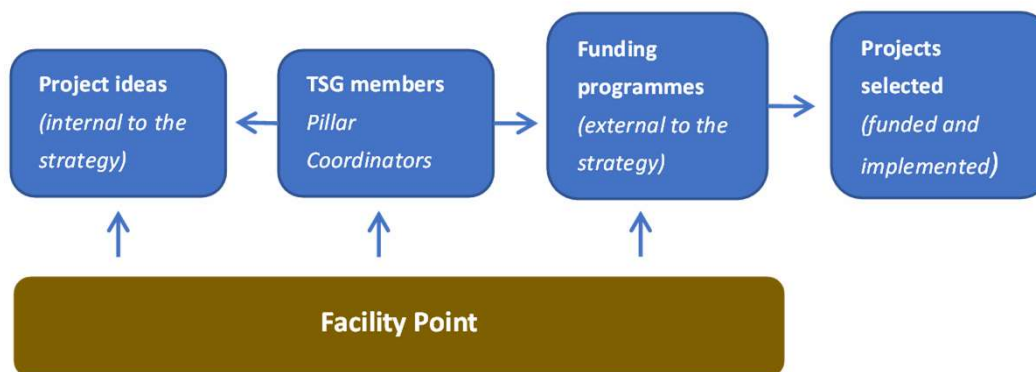 Project ideas
(internal to the
strategy)
TSG members
Pillar
Coordinators
Funding
programmes
(external to the
strategy)
Projects
selected
(funded and
implemented)
Facility Point